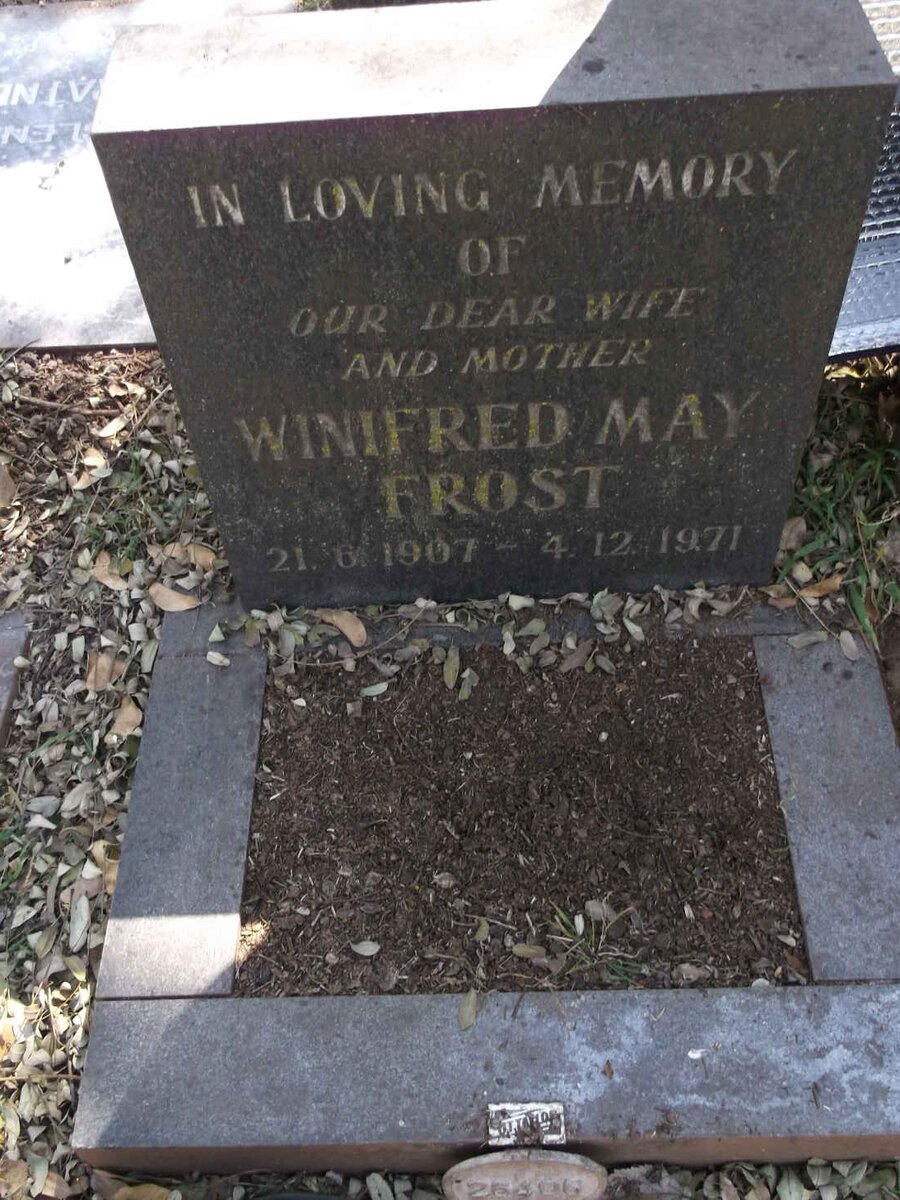 IN LOVING MEMORY
OF
OUR DEAR WIFE
AND MOTHER
WINIFRED MAY
FROST
21. 6. 1907 - 4. 12. 1971